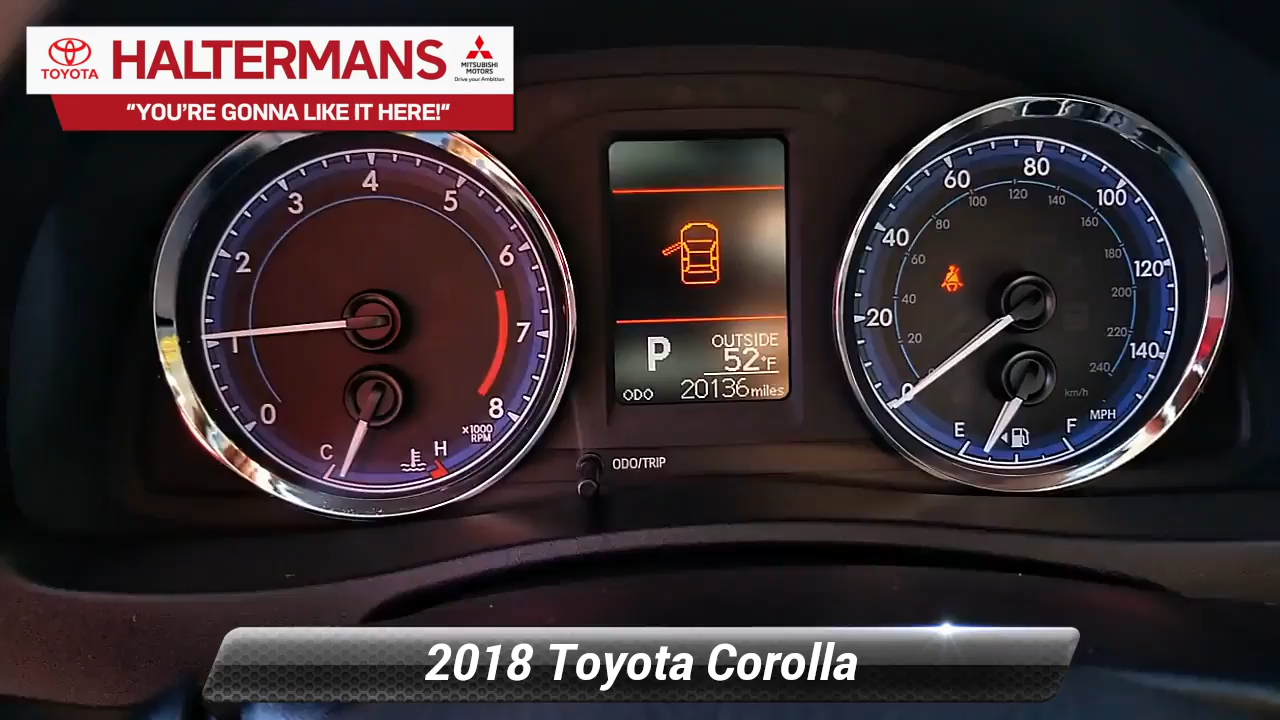 TOYOTA
HALTERMANS
MITSUBISHI
MOTORS
Drive your Ambition
"YOU'RE GONNA LIKE IT HERE!"
0 1 2 3 4 5 6 7 8
x1000
RPM
C H
P
OUTSIDE
52°F
ODO 20136 miles
ODO/TRIP
0 20 40 60 80 100 120 140
0 20 40 60 80 100 120 140 160 180 200 220 240
km/h
MPH
E F
2018 Toyota Corolla